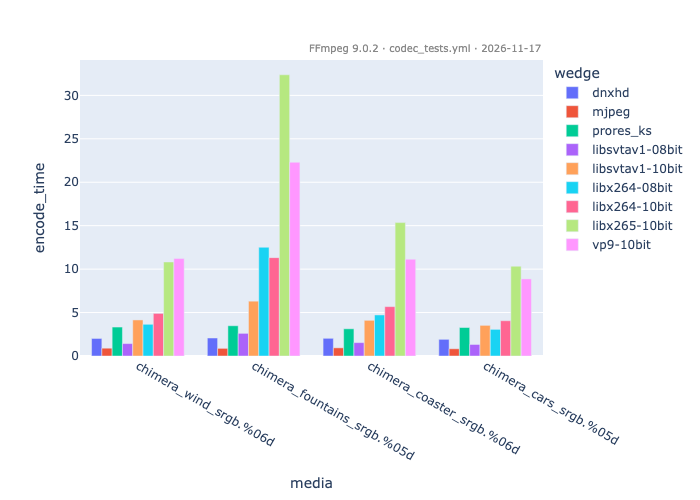 FFmpeg 9.0.2 · codec_tests.yml · 2026-11-17
wedge
dnxhd
mjpeg
prores_ks
libsvtav1-08bit
libsvtav1-10bit
libx264-08bit
libx264-10bit
libx265-10bit
vp9-10bit
encode_time
30
25
20
15
10
5
0
chimera_wind_srgb.%06d
chimera_fountains_srgb.%05d
chimera_coaster_srgb.%06d
chimera_cars_srgb.%05d
media